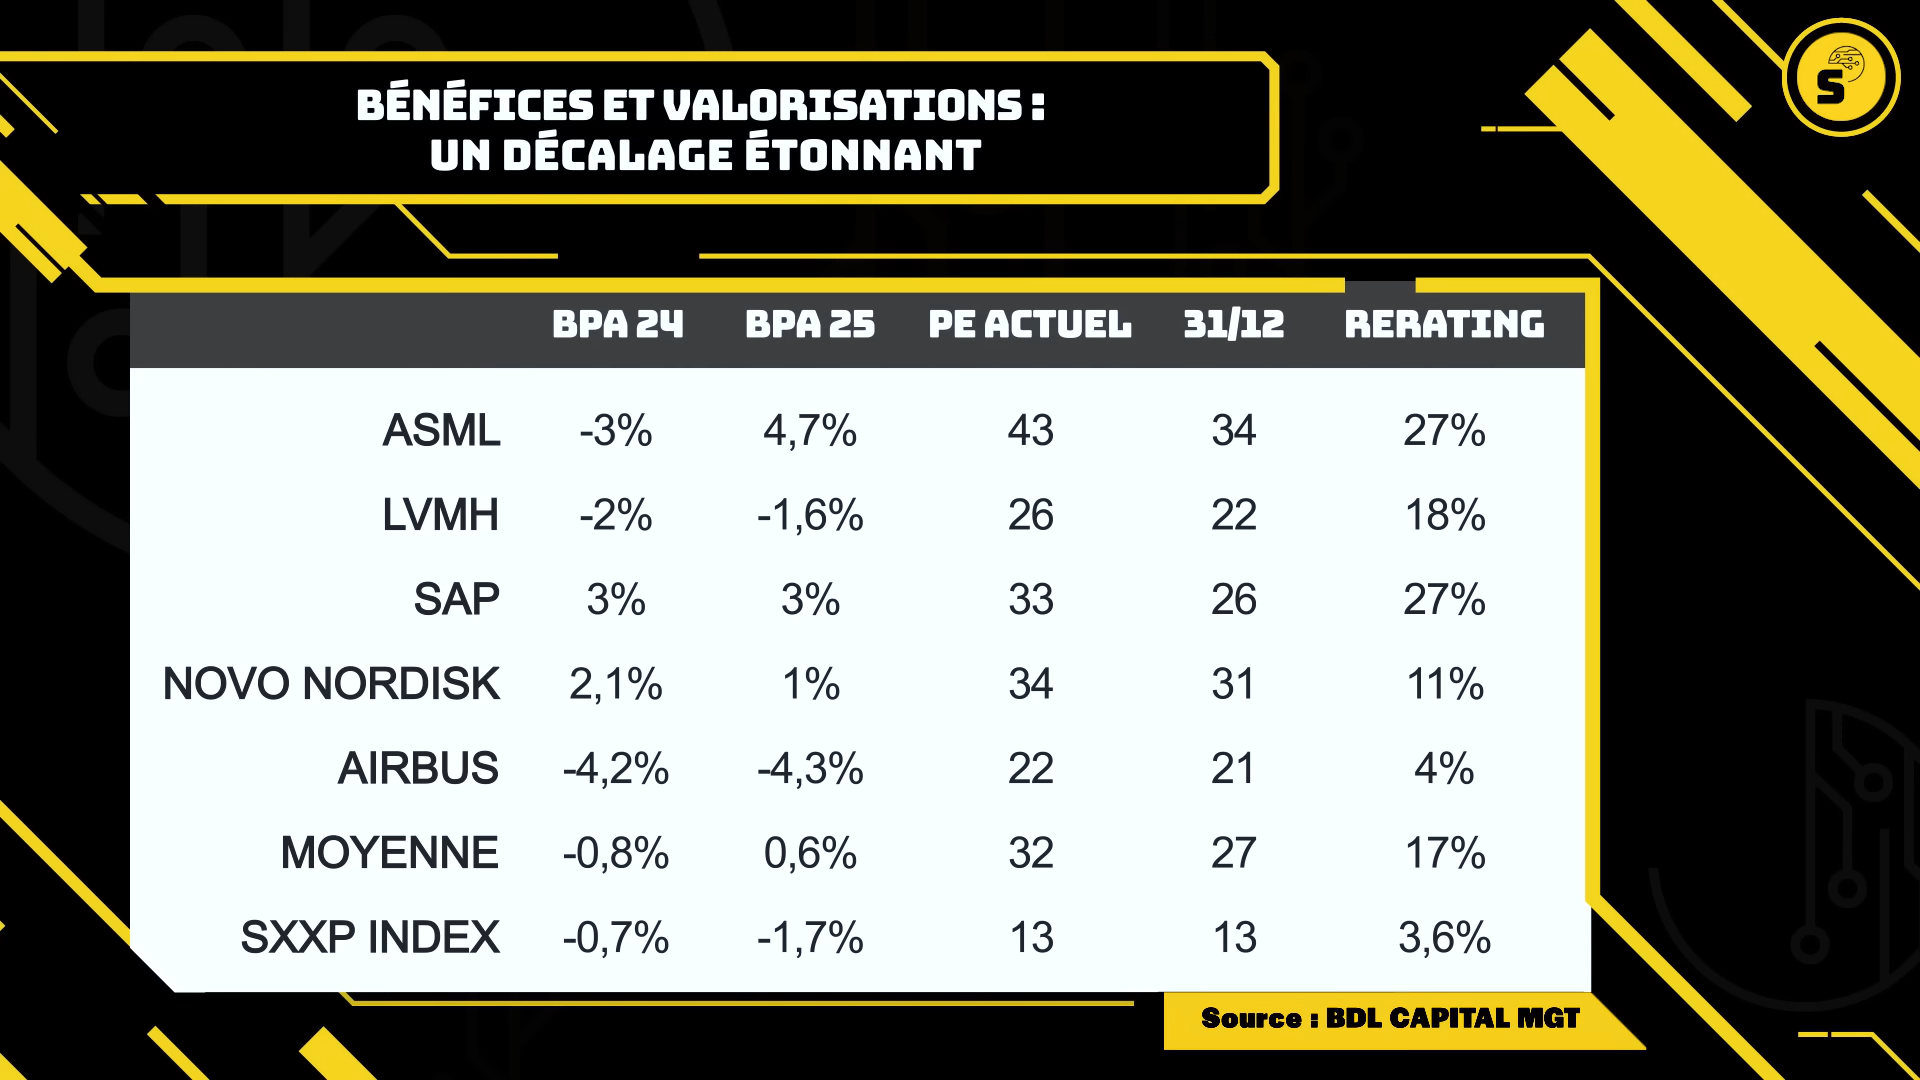 BÉNÉFICES ET VALORISATIONS :
UN DÉCALAGE ÉTONNANT
S
BPA 24 BPA 25 PE ACTUEL 31/12 RERATING
ASML -3% 4,7% 43 34 27%
LVMH -2% -1,6% 26 22 18%
SAP 3% 3% 33 26 27%
NOVO NORDISK 2,1% 1% 34 31 11%
AIRBUS -4,2% -4,3% 22 21 4%
MOYENNE -0,8% 0,6% 32 27 17%
SXXP INDEX -0,7% -1,7% 13 13 3,6%
Source : BDL CAPITAL MGT